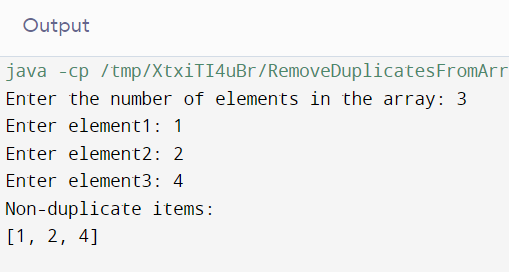 Output
java -cp /tmp/XtxiTI4uBr/RemoveDuplicatesFromArr
Enter the number of elements in the array: 3
Enter element1: 1
Enter element2: 2
Enter element3: 4
Non-duplicate items:
[1, 2, 4]